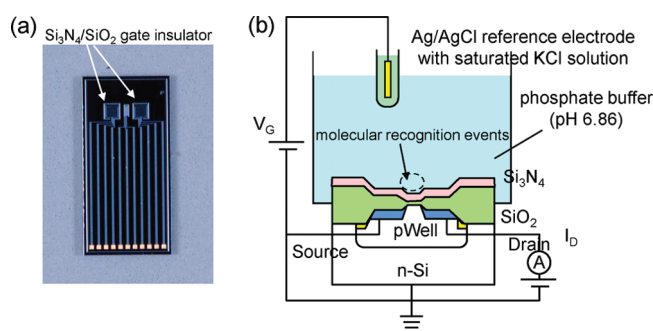 (a)
Si3N4/SiO2 gate insulator
(b)
Ag/AgCl reference electrode
with saturated KCl solution
phosphate buffer
(pH 6.86)
VG
molecular recognition events
Si3N4
SiO2
pWell
Source
Drain
ID
A
n-Si